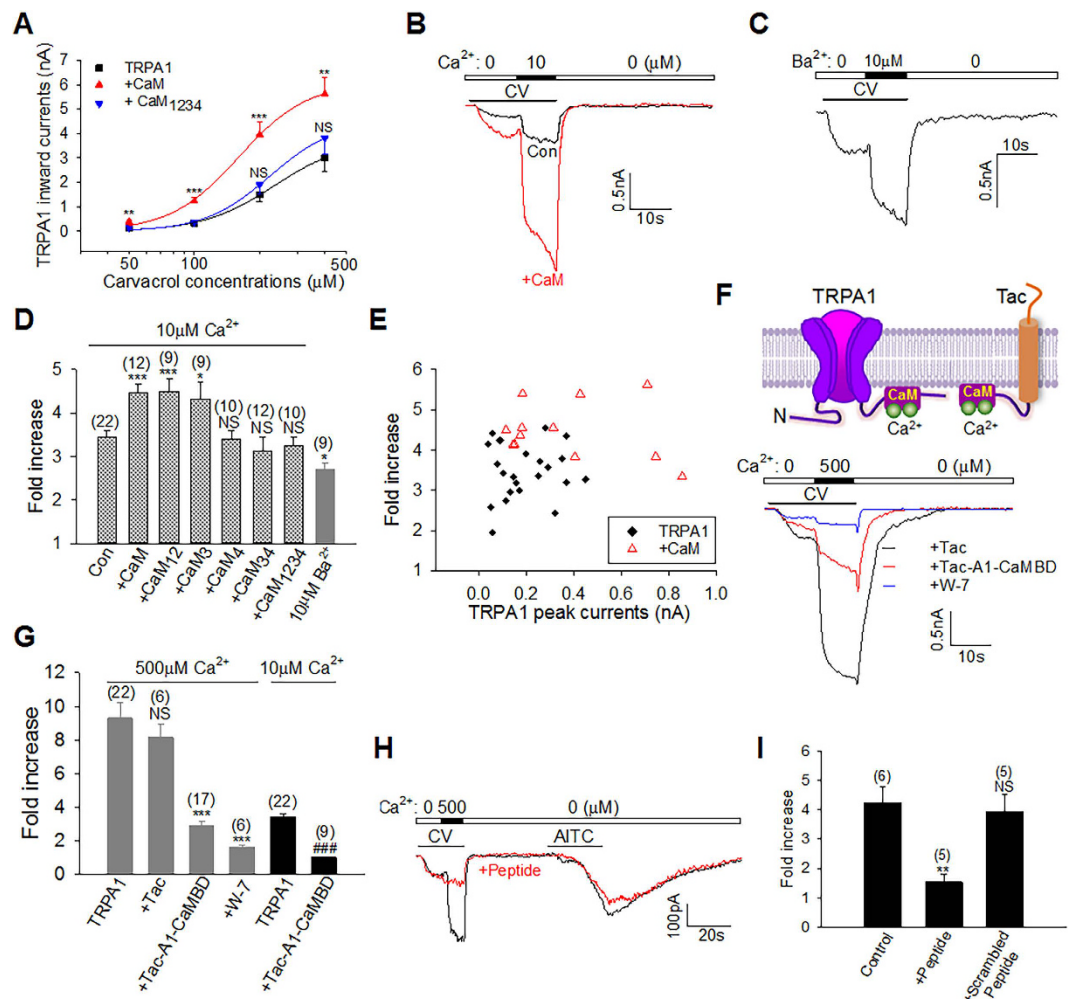 A
TRPA1 inward currents (nA)
7
6
5
4
3
2
1
0
TRPA1
+CaM
+ CaM1234
**
***
***
**
NS
NS
50
100
500
Carvacrol concentrations (μM)
B
Ca2+: 0 10 0 (μM)
CV
Con
+CaM
0.5nA
10s
C
Ba2+: 0 10μM 0
CV
10s
0.5nA
D
10μM Ca2+
Fold increase
5
4
3
2
1
(22)
(12)
***
(9)
***
(9)
*
(10)
NS
(12)
NS
(10)
NS
(9)
*
Con
+CaM
+CaM12
+CaM3
+CaM4
+CaM34
+CaM1234
10μM Ba2+
E
Fold increase
6
5
4
3
2
1
TRPA1
+CaM
0.0 0.2 0.4 0.6 0.8 1.0
TRPA1 peak currents (nA)
F
TRPA1
Tac
N
CaM
CaM
Ca2+
Ca2+
Ca2+: 0 500 0 (μM)
CV
+Tac
+Tac-A1-CaMBD
+W-7
0.5nA
10s
G
500μM Ca2+ 10μM Ca2+
Fold increase
12
10
8
6
4
2
0
(22)
(6)
NS
(17)
***
(6)
***
(22)
(9)
###
TRPA1
+Tac
+Tac-A1-CaMBD
+W-7
TRPA1
+Tac-A1-CaMBD
H
Ca2+: 0 500 0 (μM)
CV
AITC
+Peptide
100pA
20s
I
Fold increase
6
5
4
3
2
1
0
(6)
(5)
**
(5)
NS
Control
+Peptide
+Scrambled
Peptide